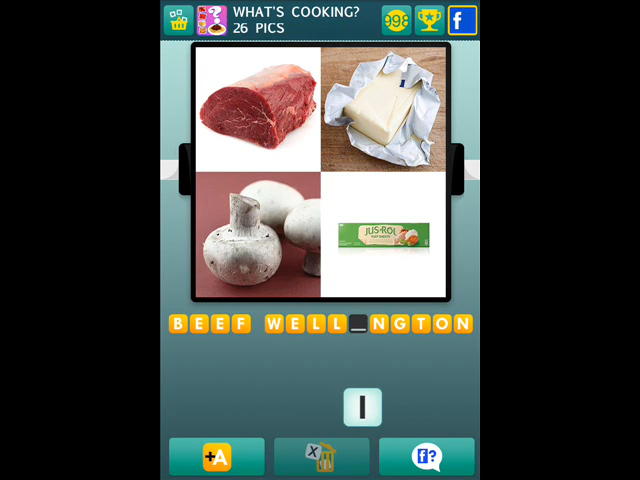 WHAT'S COOKING?
998
f
26 PICS
JUS-ROL
BEEF WELL_NGTON
I
+A
X
f?